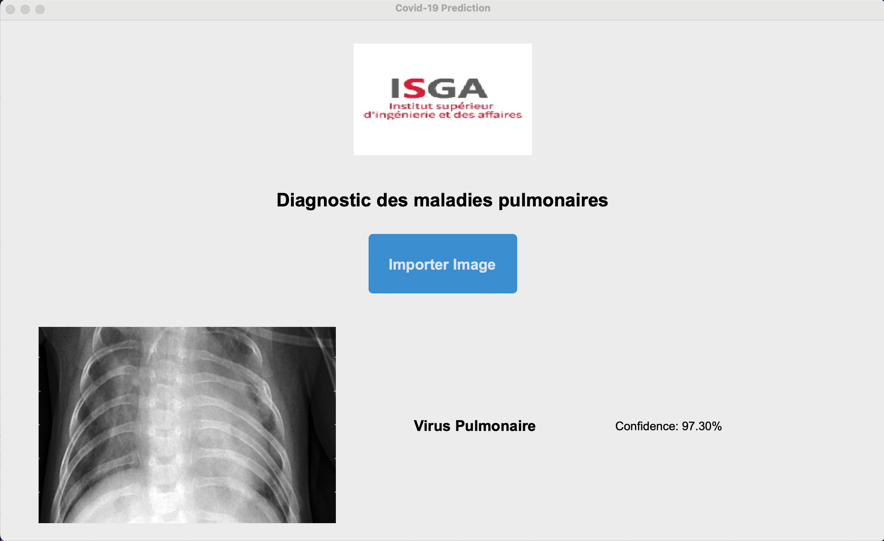 Covid-19 Prediction
ISGA
Institut supérieur
d'ingénierie et des affaires
Diagnostic des maladies pulmonaires
Importer Image
Virus Pulmonaire
Confidence: 97.30%